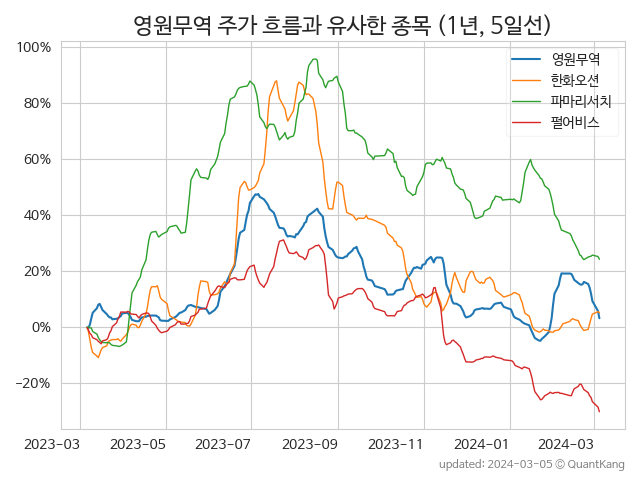 영원무역 주가 흐름과 유사한 종목 (1년, 5일선)
100%
80%
60%
40%
20%
0%
−20%
영원무역
한화오션
파마리서치
펄어비스
2023-03
2023-05
2023-07
2023-09
2023-11
2024-01
2024-03
updated: 2024-03-05 © QuantKang